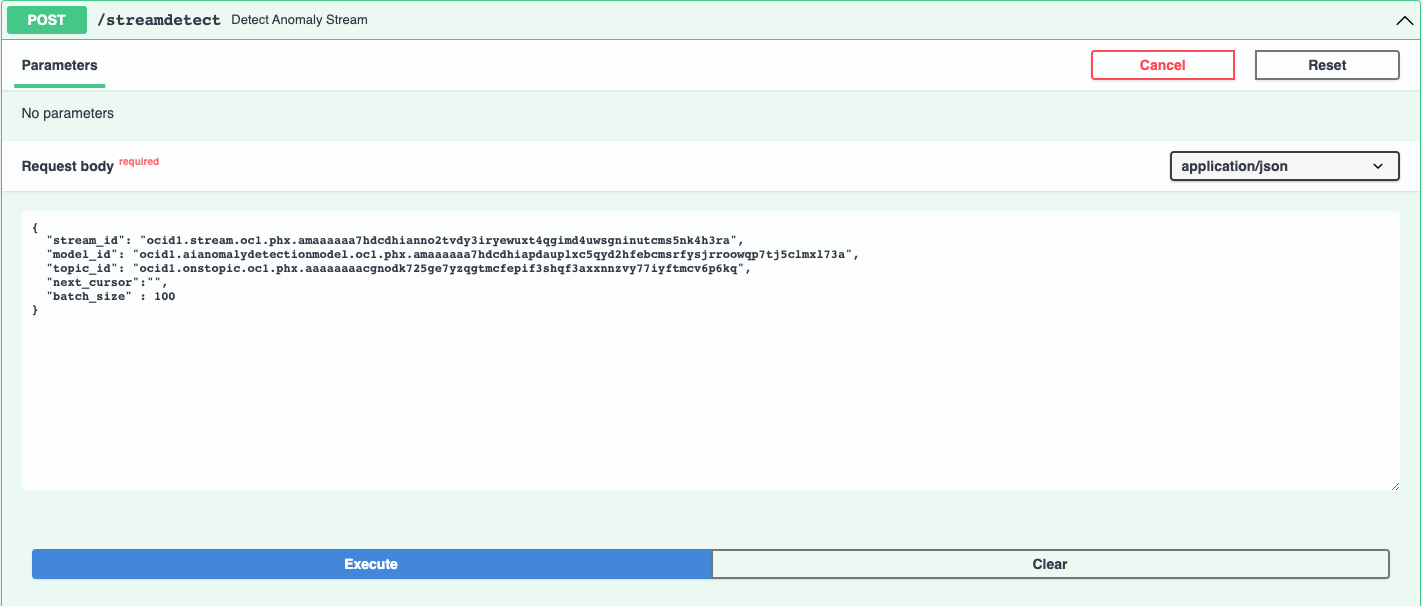 POST /streamdetect Detect Anomaly Stream
Parameters Cancel Reset
No parameters
Request body required application/json
{
"stream_id": "ocid1.stream.oc1.phx.amaaaaaa7hdcdhianno2tvdy3iryewuxt4qgimd4uwsgninutcms5nk4h3ra",
"model_id": "ocid1.aianomalydetectionmodel.oc1.phx.amaaaaaa7hdcdhiapdauplxc5qyd2hfebcmsrfysjrroowqp7tj5clmxl73a",
"topic_id": "ocid1.onstopic.oc1.phx.aaaaaaaacgnodk725ge7yzqgtmcfepif3shqf3axxnnzvy77iyftmcv6p6kq",
"next_cursor":"",
"batch_size" : 100
}
Execute Clear